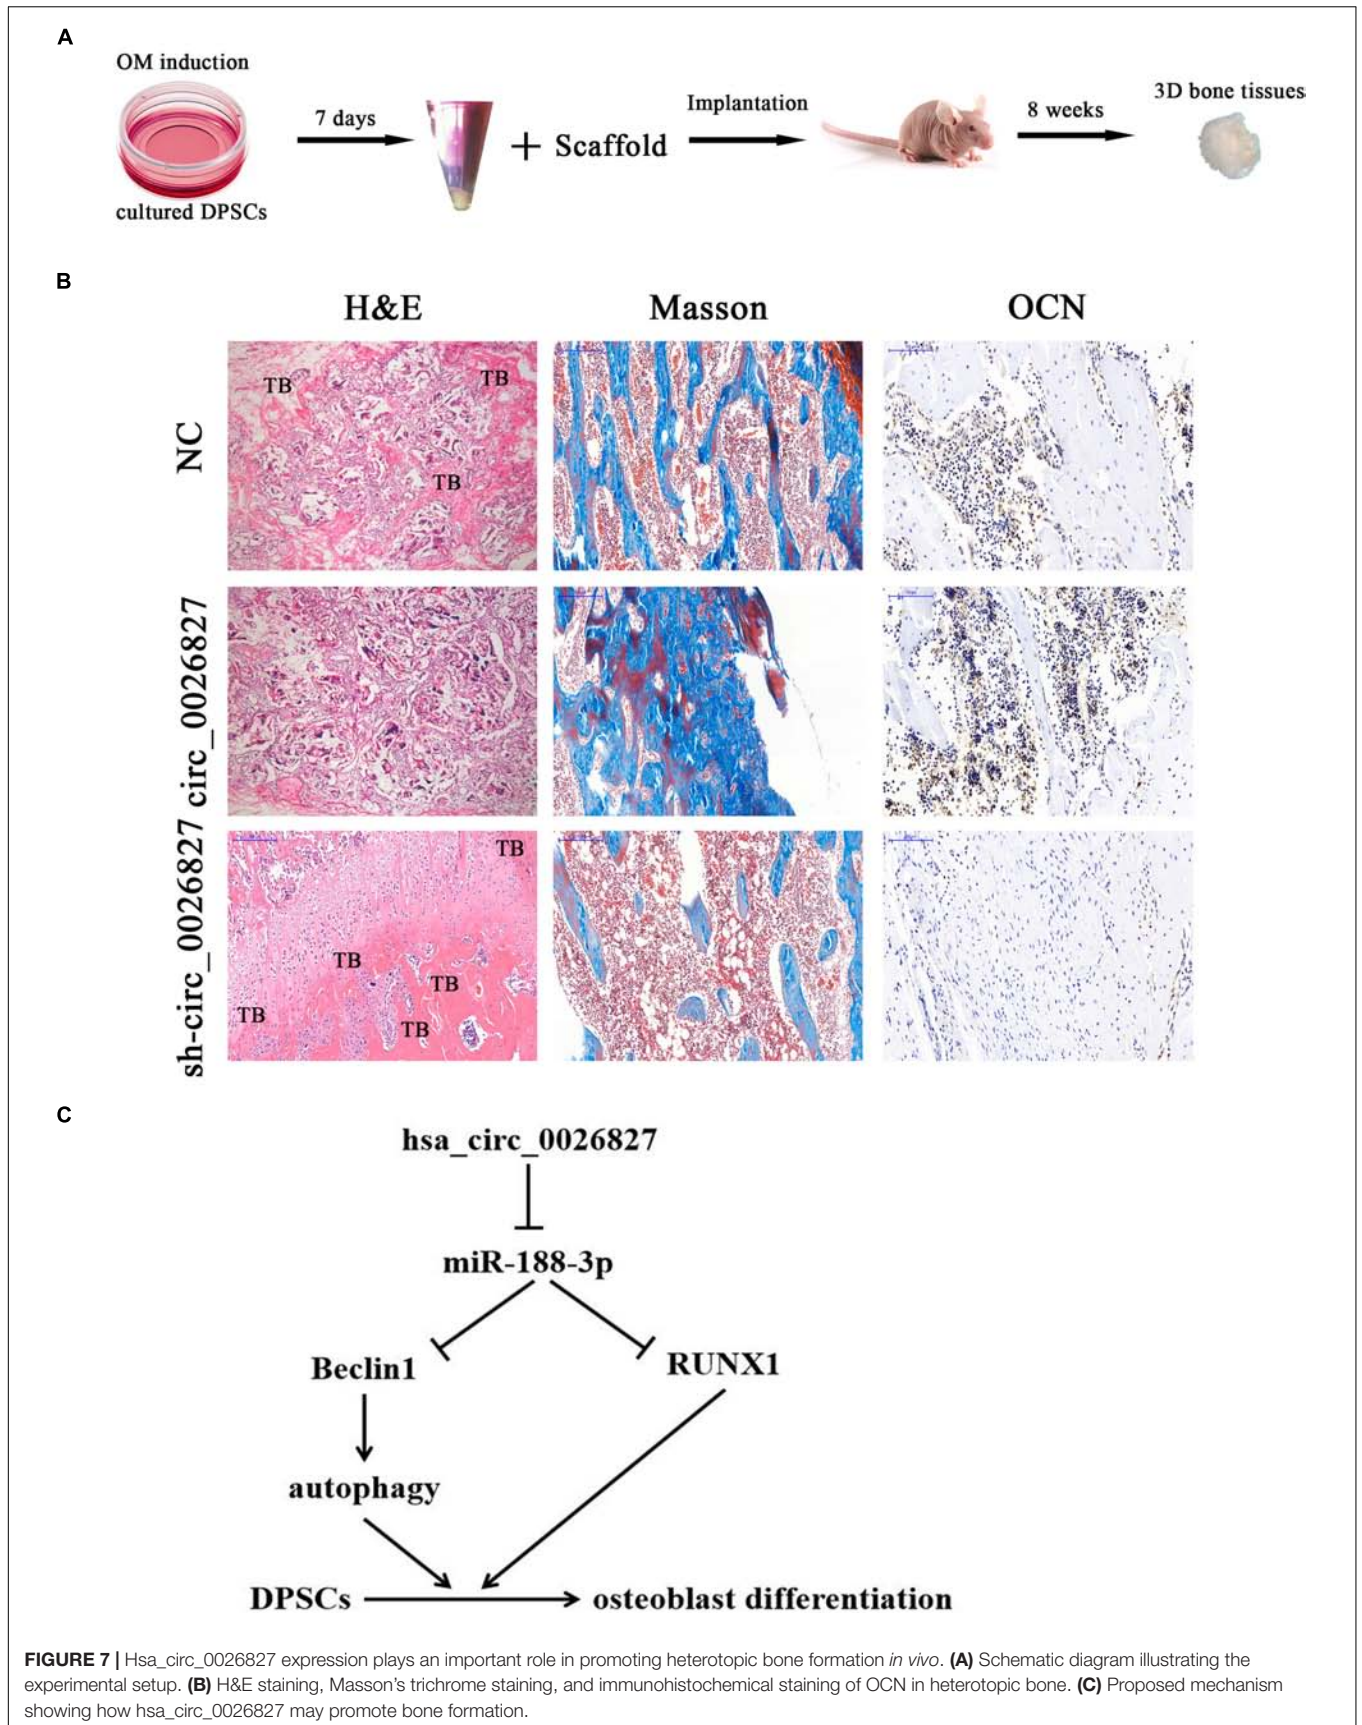 A
OM induction
cultured DPSCs
7 days
+ Scaffold
Implantation
8 weeks
3D bone tissues
B
H&E Masson OCN
NC
TB TB
TB
circ_0026827
sh-circ_0026827
TB
TB
TB
TB
TB
C
hsa_circ_0026827
miR-188-3p
Beclin1 RUNX1
autophagy
DPSCs osteoblast differentiation
FIGURE 7 | Hsa_circ_0026827 expression plays an important role in promoting heterotopic bone formation in vivo. (A) Schematic diagram illustrating the
experimental setup. (B) H&E staining, Masson's trichrome staining, and immunohistochemical staining of OCN in heterotopic bone. (C) Proposed mechanism
showing how hsa_circ_0026827 may promote bone formation.